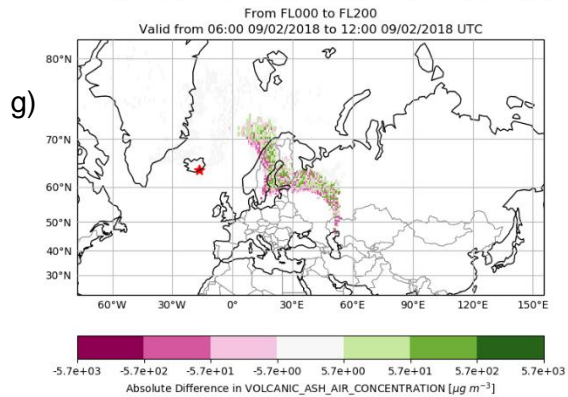 From FL000 to FL200
Valid from 06:00 09/02/2018 to 12:00 09/02/2018 UTC
g)
80°N
70°N
60°N
50°N
40°N
30°N
60°W 30°W 0° 30°E 60°E 90°E 120°E 150°E
-5.7e+03 -5.7e+02 -5.7e+01 -5.7e+00 5.7e+00 5.7e+01 5.7e+02 5.7e+03
Absolute Difference in VOLCANIC_ASH_AIR_CONCENTRATION [µg m⁻³]